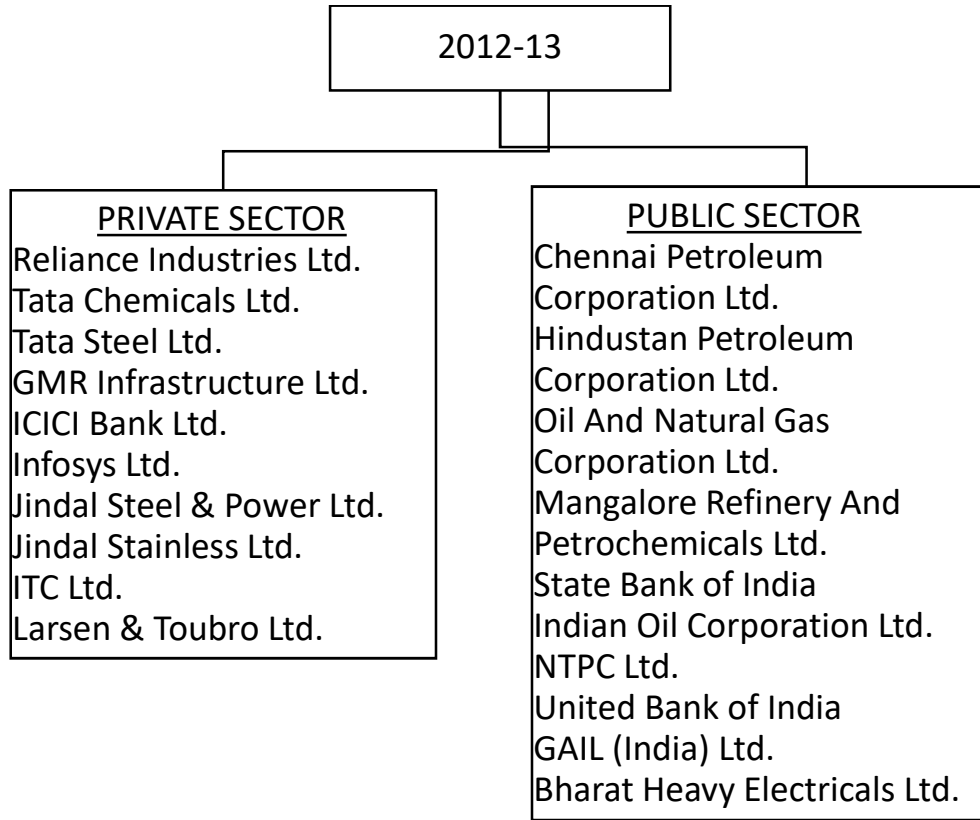 2012-13
PRIVATE SECTOR
Reliance Industries Ltd.
Tata Chemicals Ltd.
Tata Steel Ltd.
GMR Infrastructure Ltd.
ICICI Bank Ltd.
Infosys Ltd.
Jindal Steel & Power Ltd.
Jindal Stainless Ltd.
ITC Ltd.
Larsen & Toubro Ltd.
PUBLIC SECTOR
Chennai Petroleum
Corporation Ltd.
Hindustan Petroleum
Corporation Ltd.
Oil And Natural Gas
Corporation Ltd.
Mangalore Refinery And
Petrochemicals Ltd.
State Bank of India
Indian Oil Corporation Ltd.
NTPC Ltd.
United Bank of India
GAIL (India) Ltd.
Bharat Heavy Electricals Ltd.